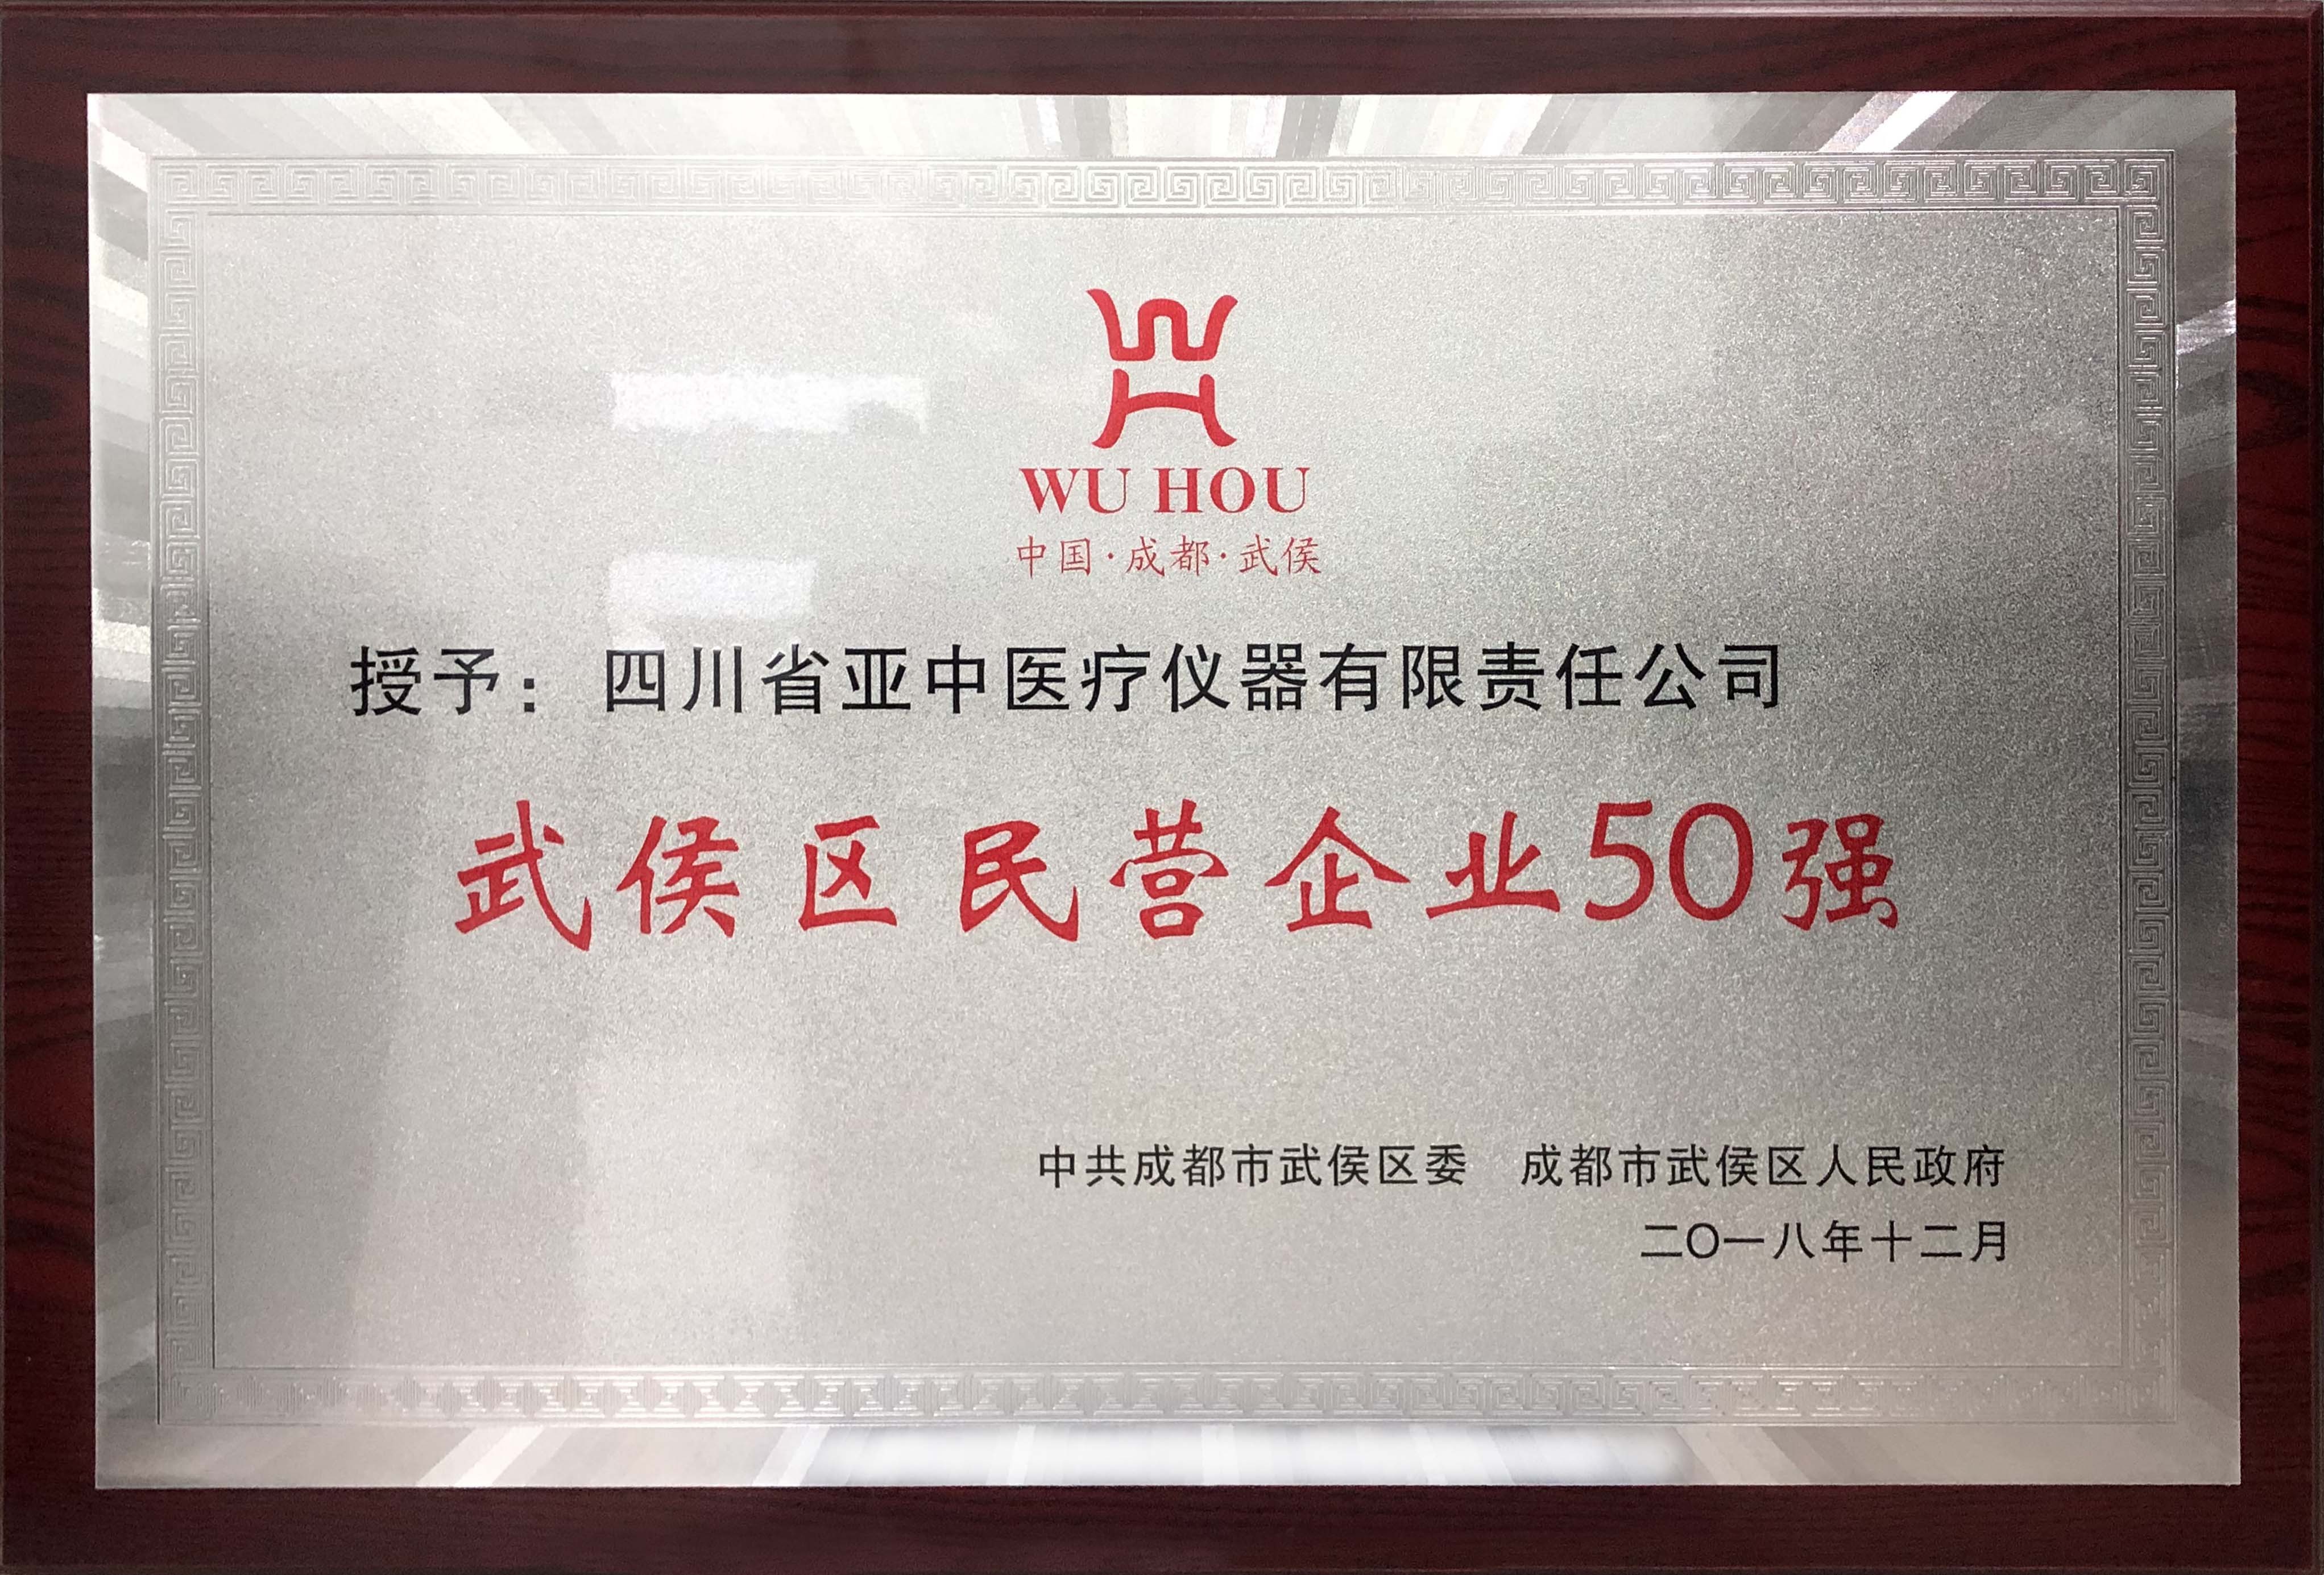 WU HOU
中国·成都·武侯
授予：四川省亚中医疗仪器有限责任公司
武侯区民营企业50强
中共成都市武侯区委 成都市武侯区人民政府
二〇一八年十二月